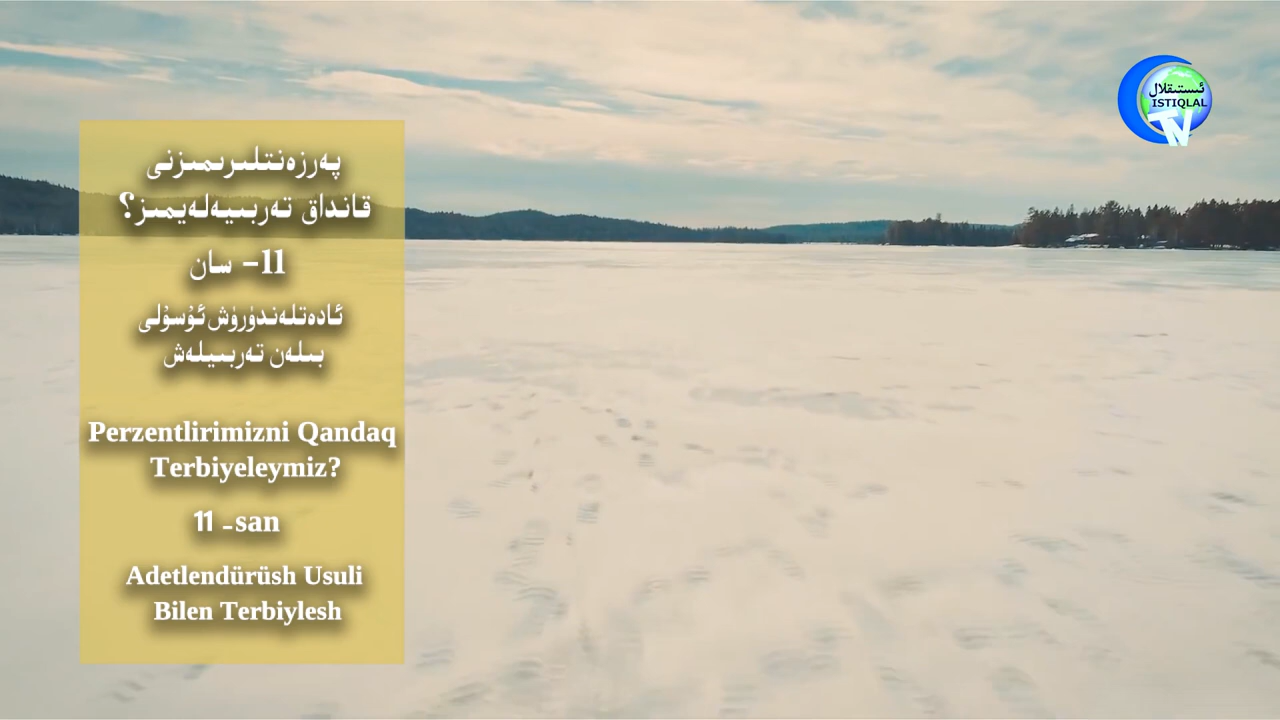 پەرزەنتلىرىمىزنى
قانداق تەربىيەلەيمىز؟
11- سان
ئادەتلەندۈرۈش ئۇسۇلى
بىلەن تەربىيلەش
Perzentlirimizni Qandaq
Terbiyeleymiz?
11 -san
Adetlendürüsh Usuli
Bilen Terbiylesh
ئىستىقلال
ISTIQLAL
TV